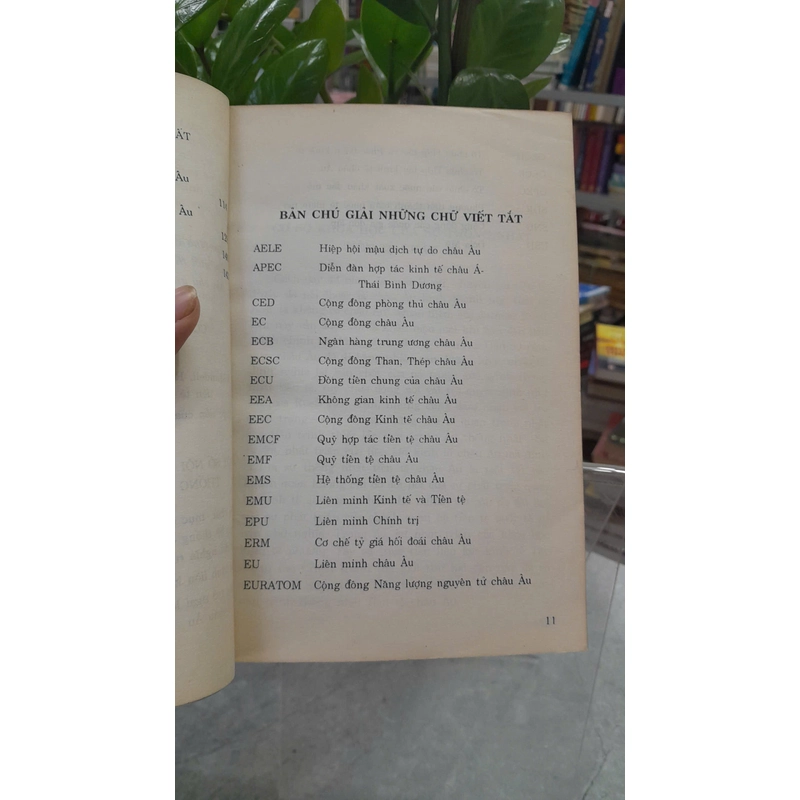 ẤT
Âu
Âu
BẢN CHÚ GIẢI NHỮNG CHỮ VIẾT TẮT
AELE Hiệp hội mậu dịch tự do châu Âu
APEC Diễn đàn hợp tác kinh tế châu Á-
Thái Bình Dương
CED Cộng đồng phòng thủ châu Âu
EC Cộng đồng châu Âu
ECB Ngân hàng trung ương châu Âu
ECSC Cộng đồng Than, Thép châu Âu
ECU Đồng tiền chung của châu Âu
EEA Không gian kinh tế châu Âu
EEC Cộng đồng Kinh tế châu Âu
EMCF Quỹ hợp tác tiền tệ châu Âu
EMF Quỹ tiền tệ châu Âu
EMS Hệ thống tiền tệ châu Âu
EMU Liên minh Kinh tế và Tiền tệ
EPU Liên minh Chính trị
ERM Cơ chế tỷ giá hối đoái châu Âu
EU Liên minh châu Âu
EURATOM Cộng đồng Năng lượng nguyên tử châu Âu
11